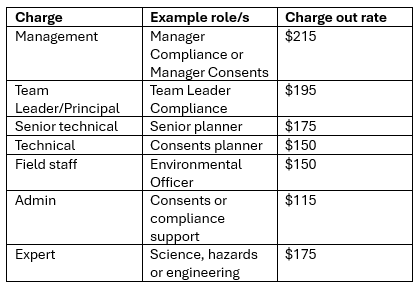 Charge Example role/s Charge out rate
Management Manager $215
Compliance or
Manager Consents
Team Team Leader $195
Leader/Principal Compliance
Senior technical Senior planner $175
Technical Consents planner $150
Field staff Environmental $150
Officer
Admin Consents or $115
compliance
support
Expert Science, hazards $175
or engineering